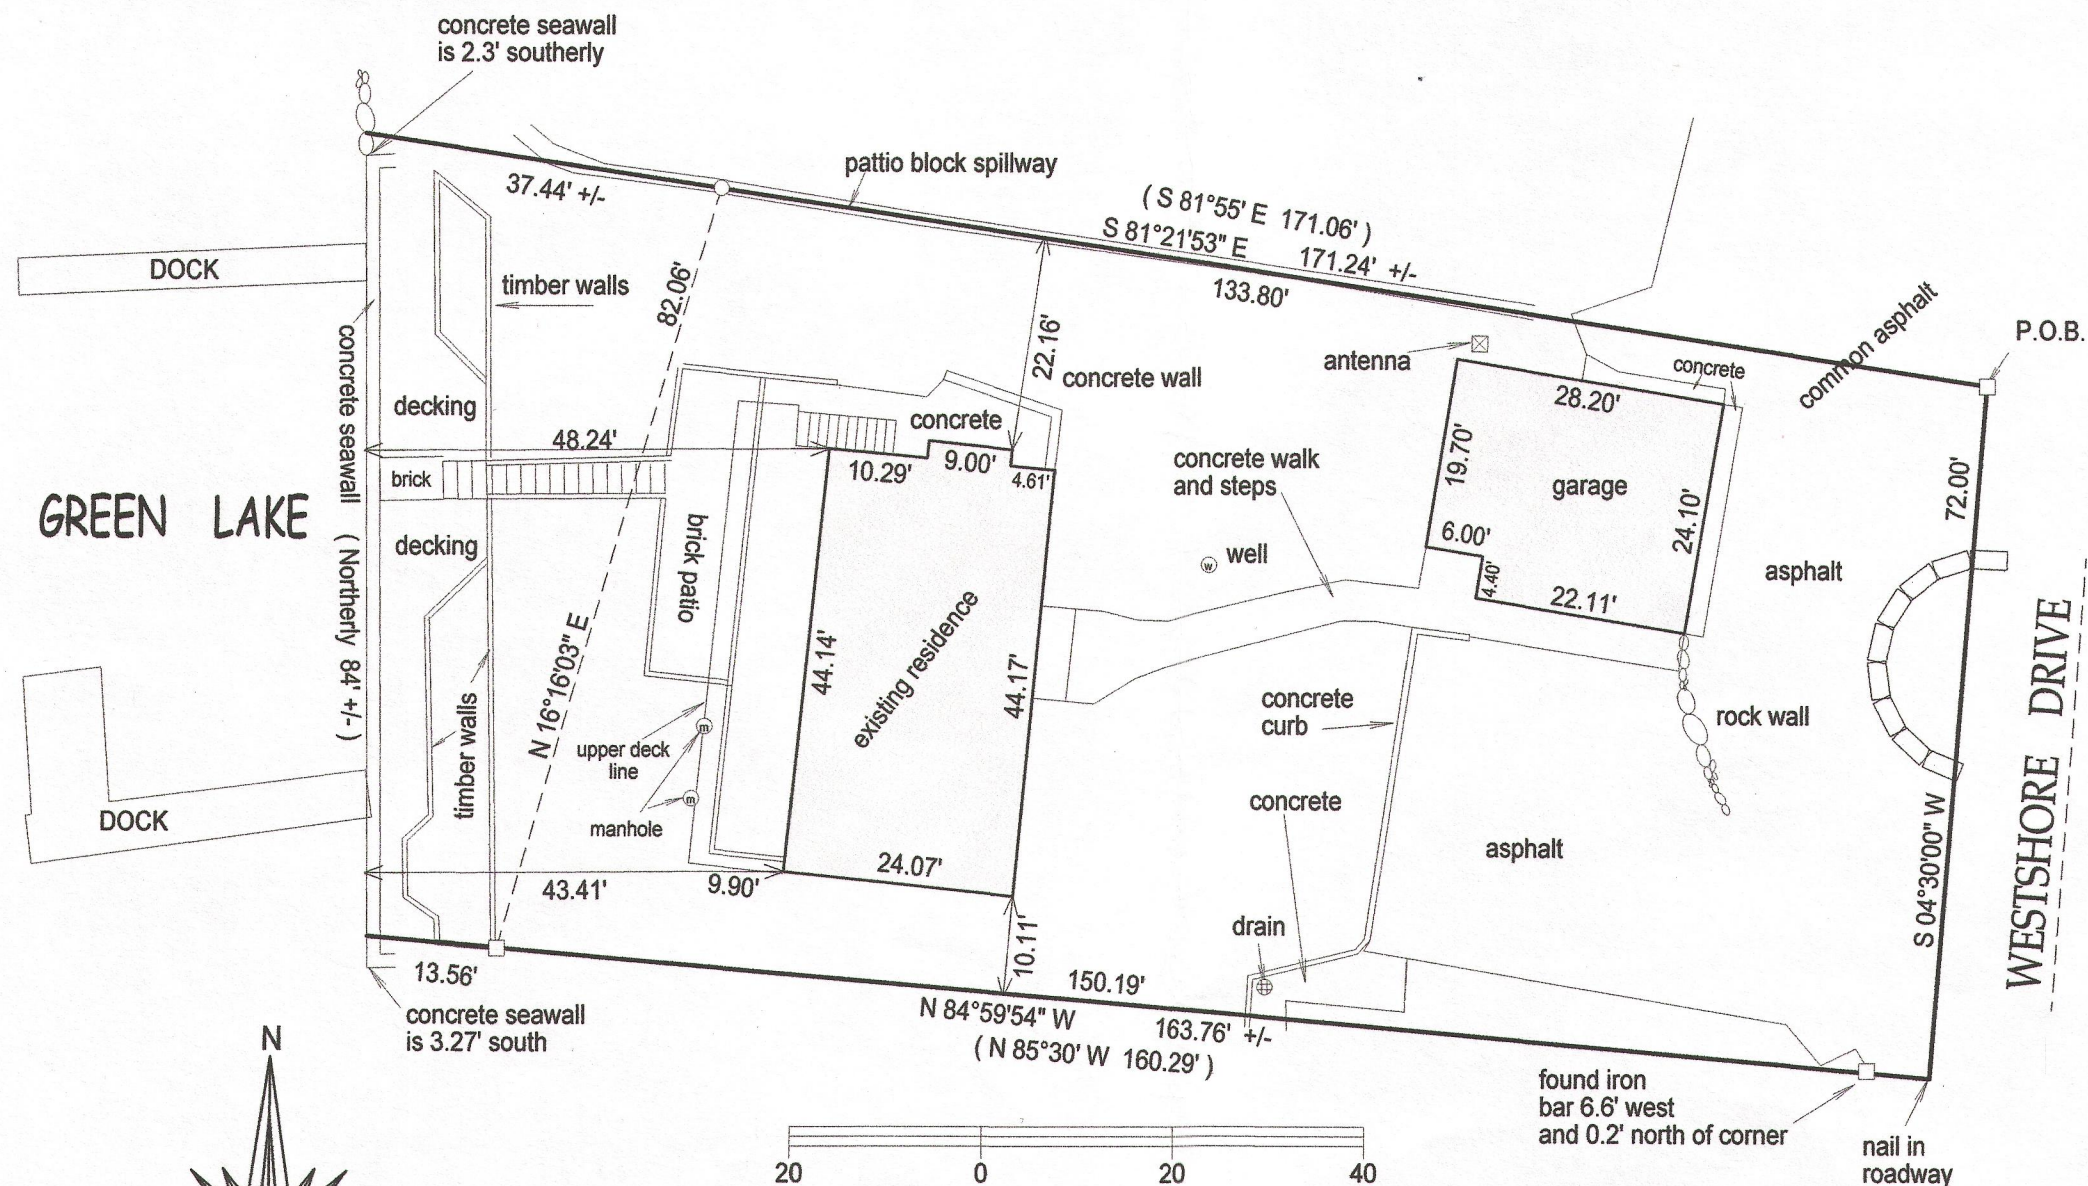 concrete seawall
is 2.3' southerly
pattio block spillway
37.44' +/-
( S 81°55' E 171.06' )
S 81°21'53" E
171.24' +/-
133.80'
DOCK
timber walls
82.06'
22.16'
concrete wall
antenna
concrete
common asphalt
P.O.B.
28.20'
concrete seawall ( Northerly 84' +/- )
decking
48.24'
concrete
brick
10.29'
9.00'
4.61'
concrete walk
and steps
19.70'
garage
72.00'
GREEN LAKE
decking
brick patio
well
w
6.00'
4.40'
24.10'
22.11'
asphalt
N 16°16'03" E
44.14'
existing residence
44.17'
WESTSHORE DRIVE
timber walls
upper deck
line
m
m
manhole
concrete
curb
rock wall
DOCK
concrete
asphalt
24.07'
43.41'
9.90'
10.11'
drain
S 04°30'00" W
13.56'
150.19'
N 84°59'54" W
163.76' +/-
( N 85°30' W 160.29' )
concrete seawall
is 3.27' south
N
found iron
bar 6.6' west
and 0.2' north of corner
nail in
roadway
20 0 20 40